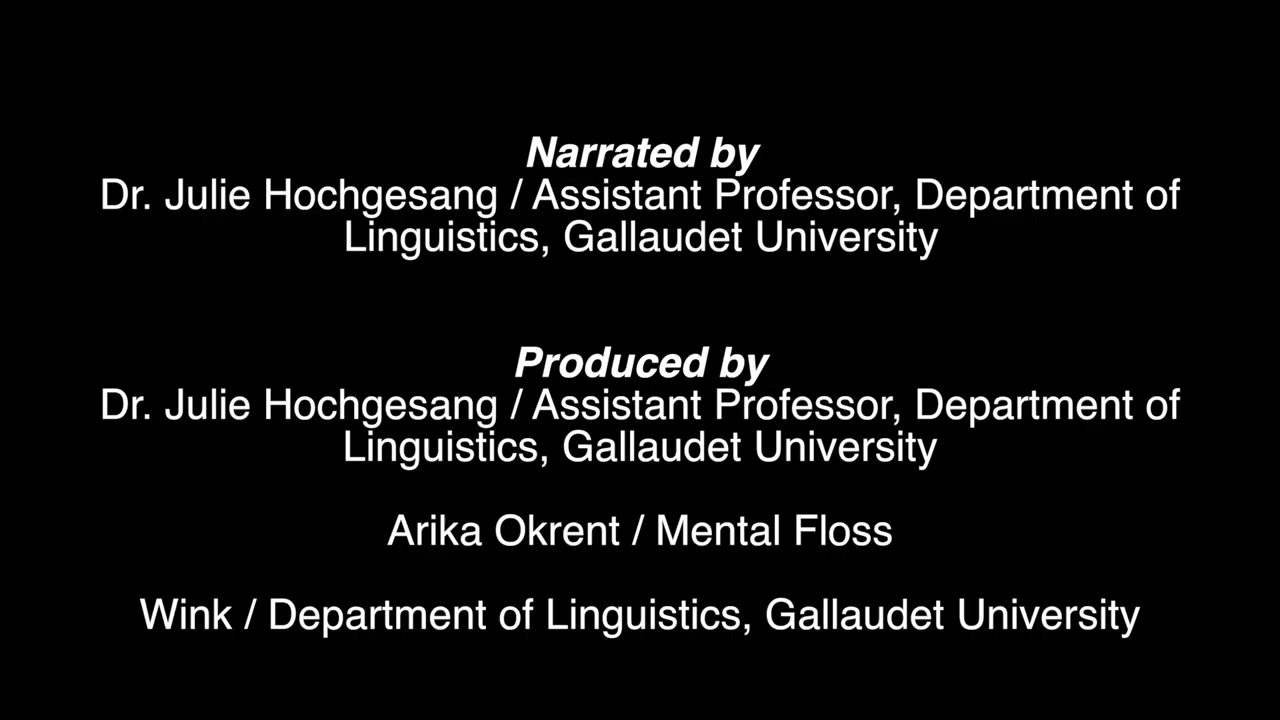 Narrated by
Dr. Julie Hochgesang / Assistant Professor, Department of
Linguistics, Gallaudet University
Produced by
Dr. Julie Hochgesang / Assistant Professor, Department of
Linguistics, Gallaudet University
Arika Okrent / Mental Floss
Wink / Department of Linguistics, Gallaudet University